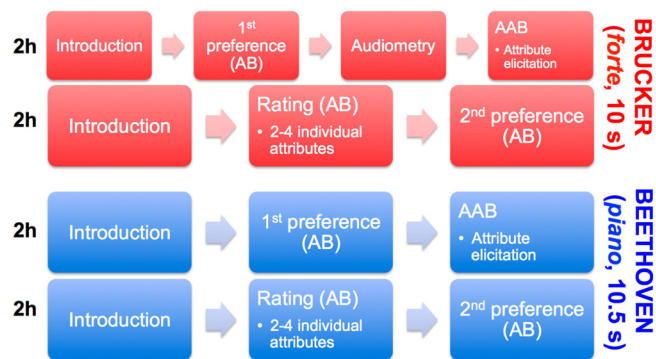 2h
Introduction
1st preference
(AB)
Audiometry
AAB
• Attribute
elicitation
2h
Introduction
Rating (AB)
• 2-4 individual
attributes
2nd preference
(AB)
BRUCKER
(forte, 10 s)
2h
Introduction
1st preference
(AB)
AAB
• Attribute
elicitation
2h
Introduction
Rating (AB)
• 2-4 individual
attributes
2nd preference
(AB)
BEETHOVEN
(piano, 10.5 s)